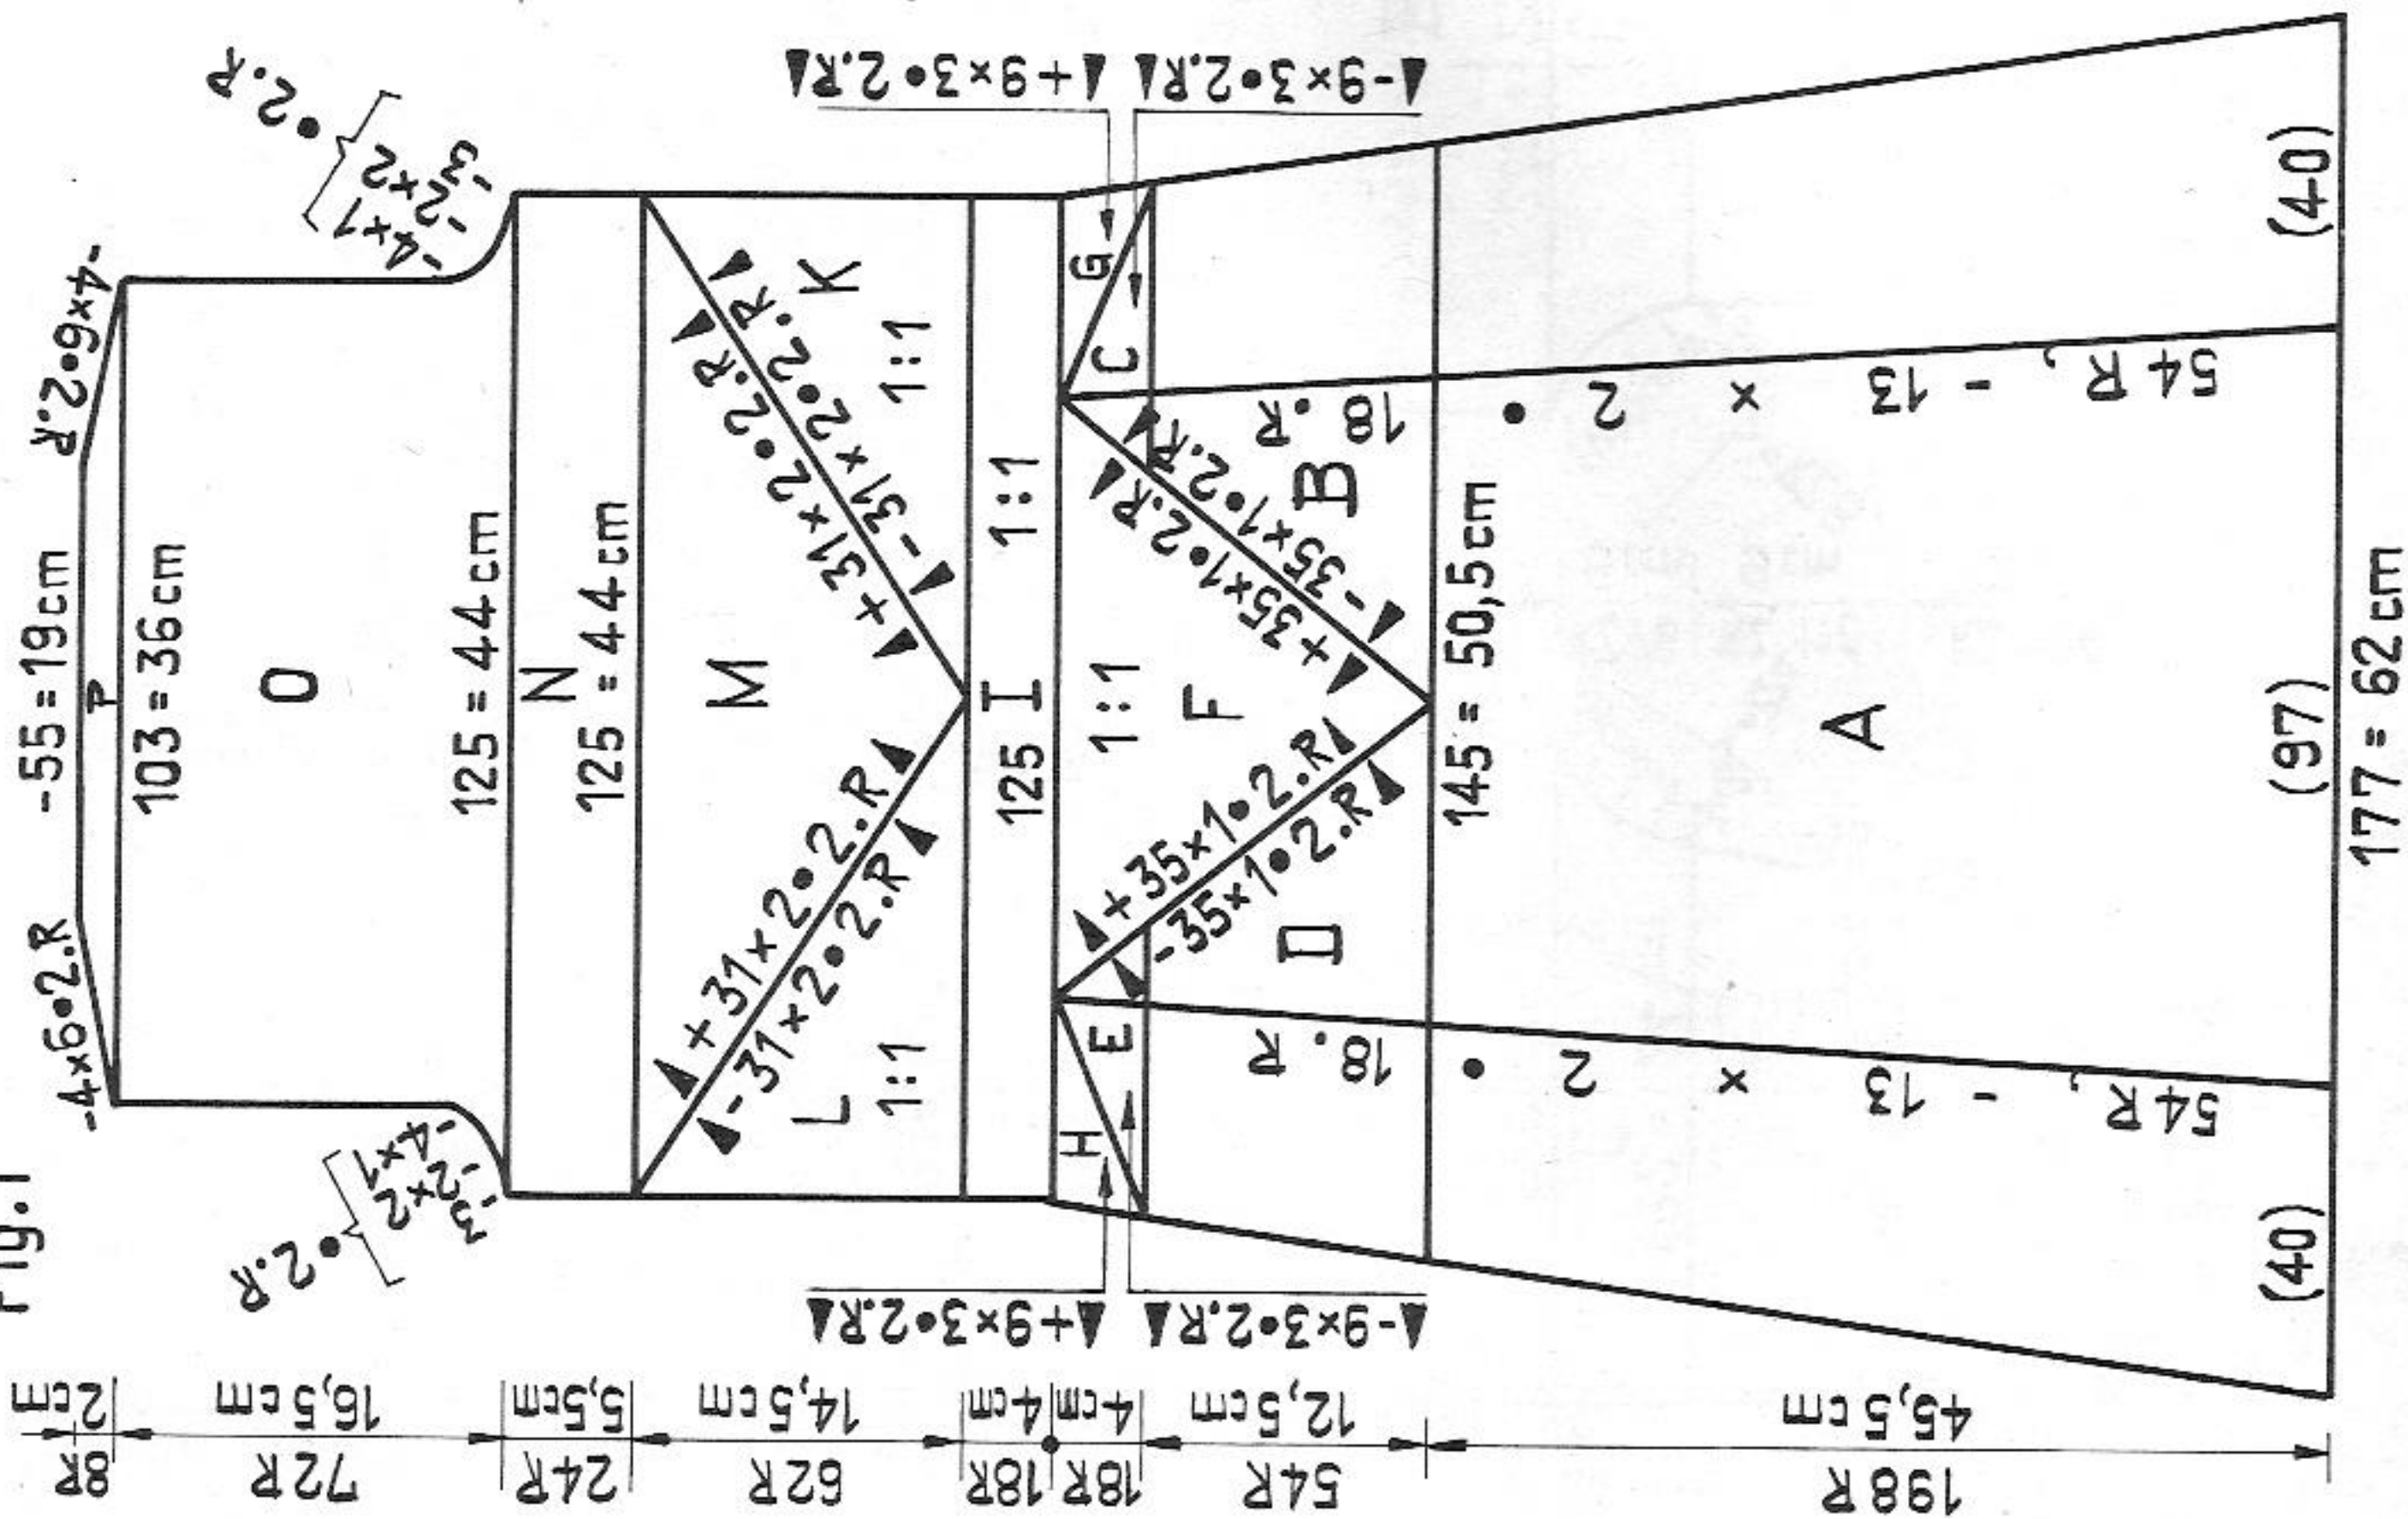 Fig. 1
-55 = 19 cm
-4×6•2.R
-4×6•2.R
P
103 = 36 cm
O
•2.R
-4×1
-2×2
-3
•2.R
-4×1
-2×2
-3
125 = 44 cm
N
125 = 44 cm
M
+31×2•2.R
-31×2•2.R
+31×2•2.R
-31×2•2.R
L
1:1
K
1:1
125
I
1:1
1:1
F
H
E
G
C
+9×3•2.R
-9×3•2.R
+9×3•2.R
-9×3•2.R
+35×1•2.R
-35×1•2.R
+35×1•2.R
-35×1•2.R
D
B
18.R
18.R
145 = 50,5 cm
A
54R, -13 × 2 •
54R, -13 × 2 •
(40)
(97)
(40)
177 = 62 cm
8R
2 cm
72R
16,5 cm
24R
5,5 cm
62R
14,5 cm
18R
4 cm
18R
4 cm
54R
12,5 cm
198R
45,5 cm